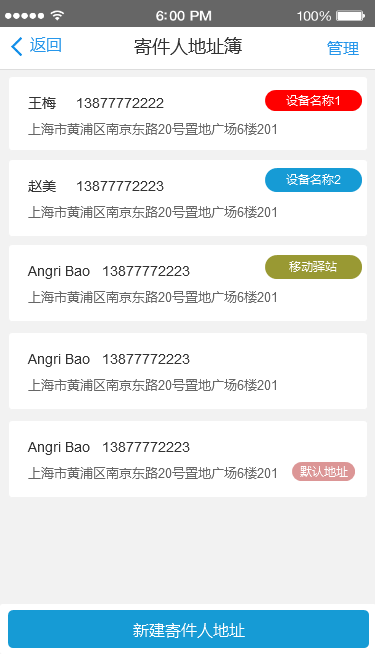 6:00 PM 100%
返回 寄件人地址簿 管理
王梅 13877772222 设备名称1
上海市黄浦区南京东路20号置地广场6楼201
赵美 13877772223 设备名称2
上海市黄浦区南京东路20号置地广场6楼201
Angri Bao 13877772223 移动驿站
上海市黄浦区南京东路20号置地广场6楼201
Angri Bao 13877772223
上海市黄浦区南京东路20号置地广场6楼201
Angri Bao 13877772223
上海市黄浦区南京东路20号置地广场6楼201 默认地址
新建寄件人地址